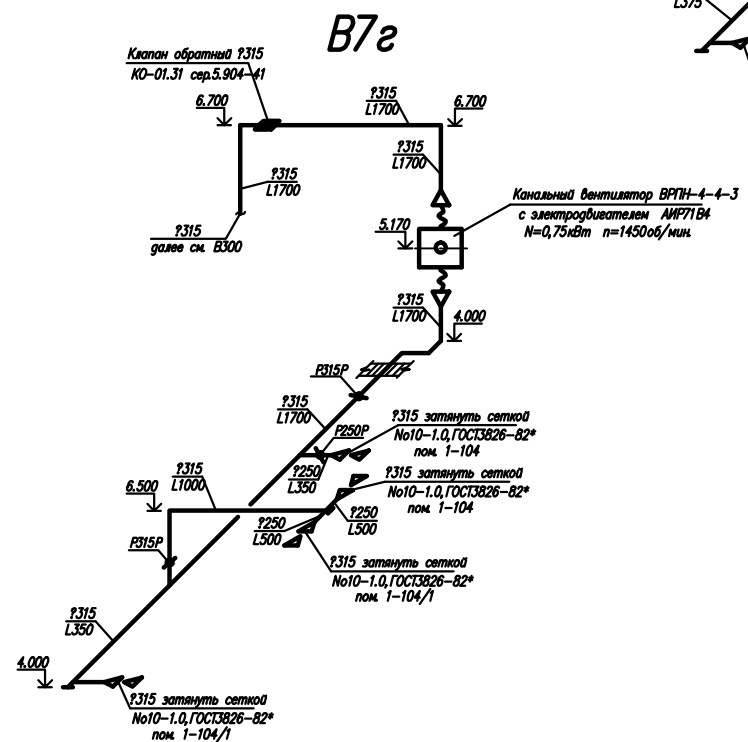 L375
В7г
Клапан обратный ?315
КО-01.31 сер.5.904-41
6.700
?315
L1700
6.700
?315
L1700
?315
L1700
Канальный вентилятор ВРПН-4-4-3
с электродвигателем АИР71В4
N=0,75кВт n=1450об/мин.
5.170
?315
далее см. В300
?315
L1700
4.000
P315P
?315
L1700
?315 затянуть сеткой
No10-1.0,ГОСТ3826-82*
пом. 1-104
P250P
?250
L350
?315
L1000
6.500
?315 затянуть сеткой
No10-1.0,ГОСТ3826-82*
пом. 1-104
?250
L500
?250
L500
P315P
?315 затянуть сеткой
No10-1.0,ГОСТ3826-82*
пом. 1-104/1
?315
L350
4.000
?315 затянуть сеткой
No10-1.0,ГОСТ3826-82*
пом. 1-104/1